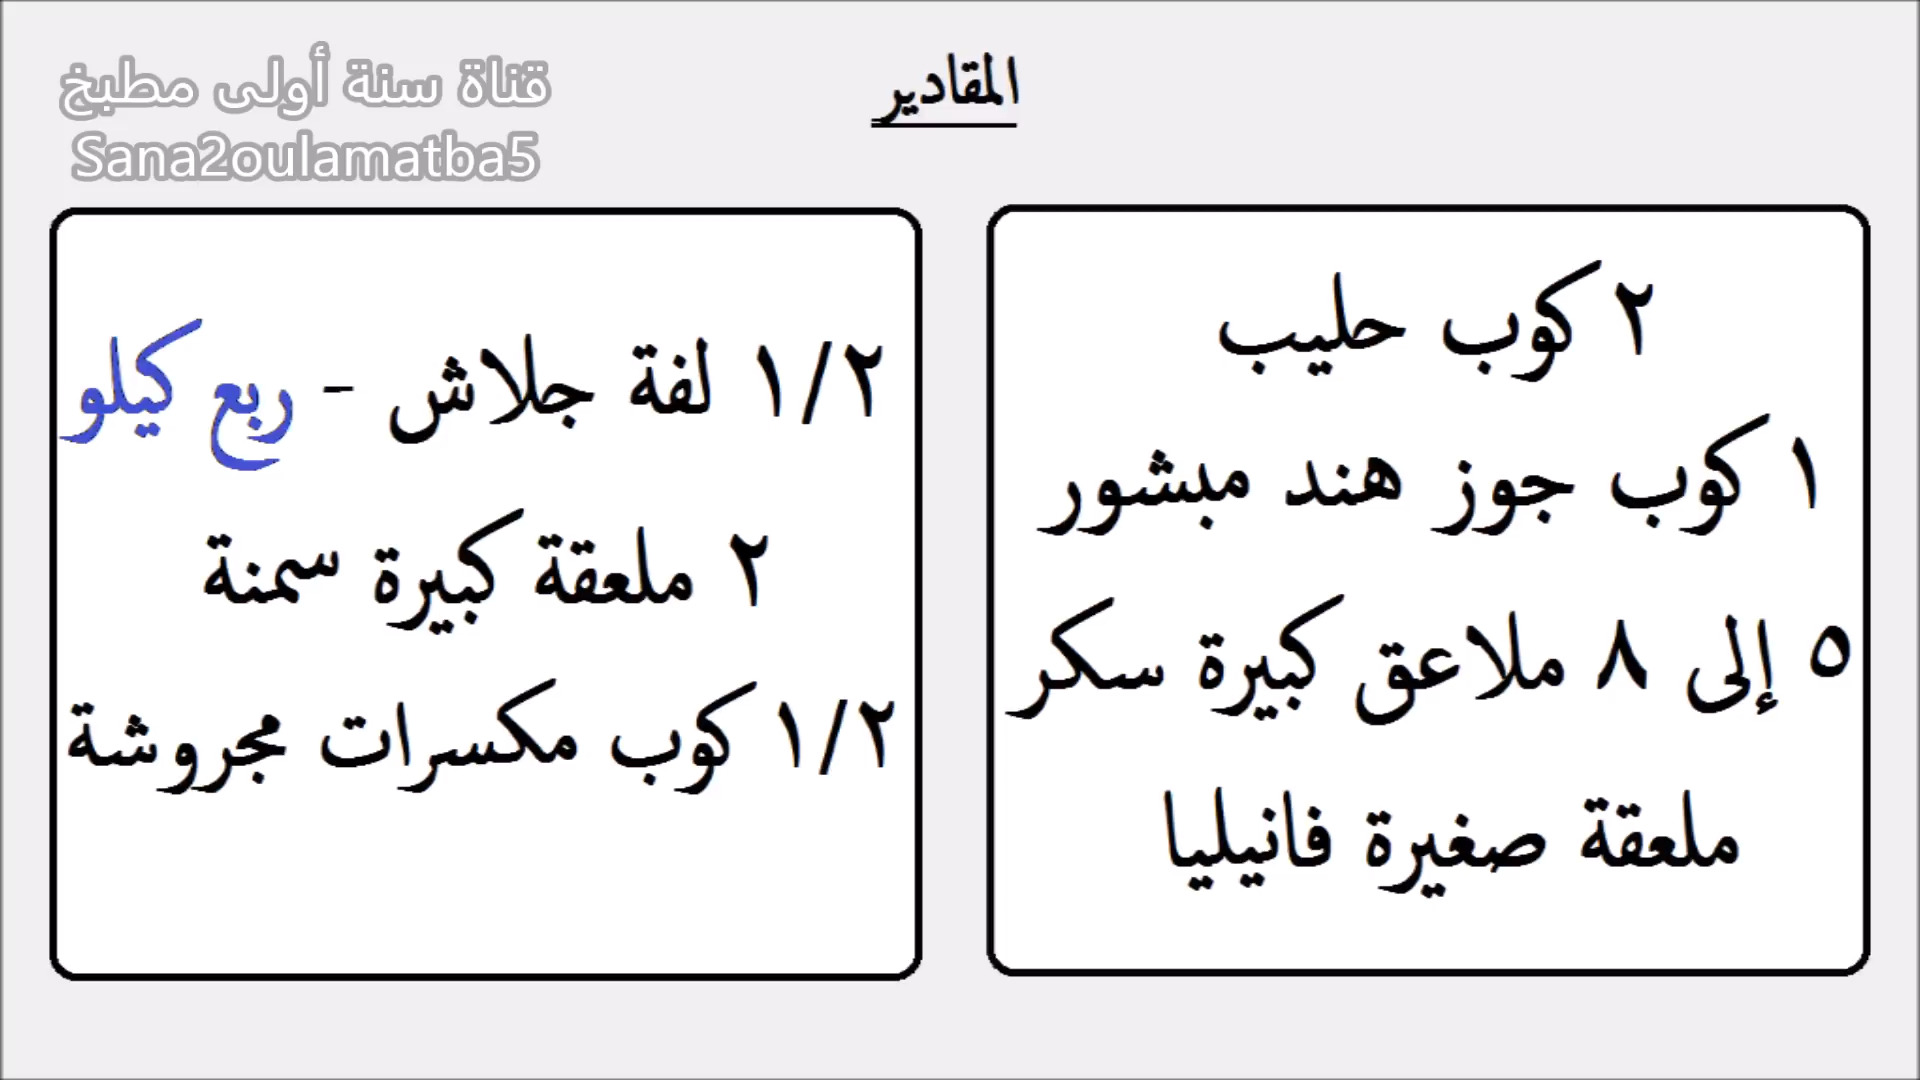 قناة سنة أولى مطبخ
Sana2oulamatba5
المقادير
٢ كوب حليب
١ كوب جوز هند مبشور
٥ إلى ٨ ملاعق كبيرة سكر
ملعقة صغيرة فانيليا
١/٢ لفة جلاش - ربع كيلو
٢ ملعقة كبيرة سمنة
١/٢ كوب مكسرات مجروشة